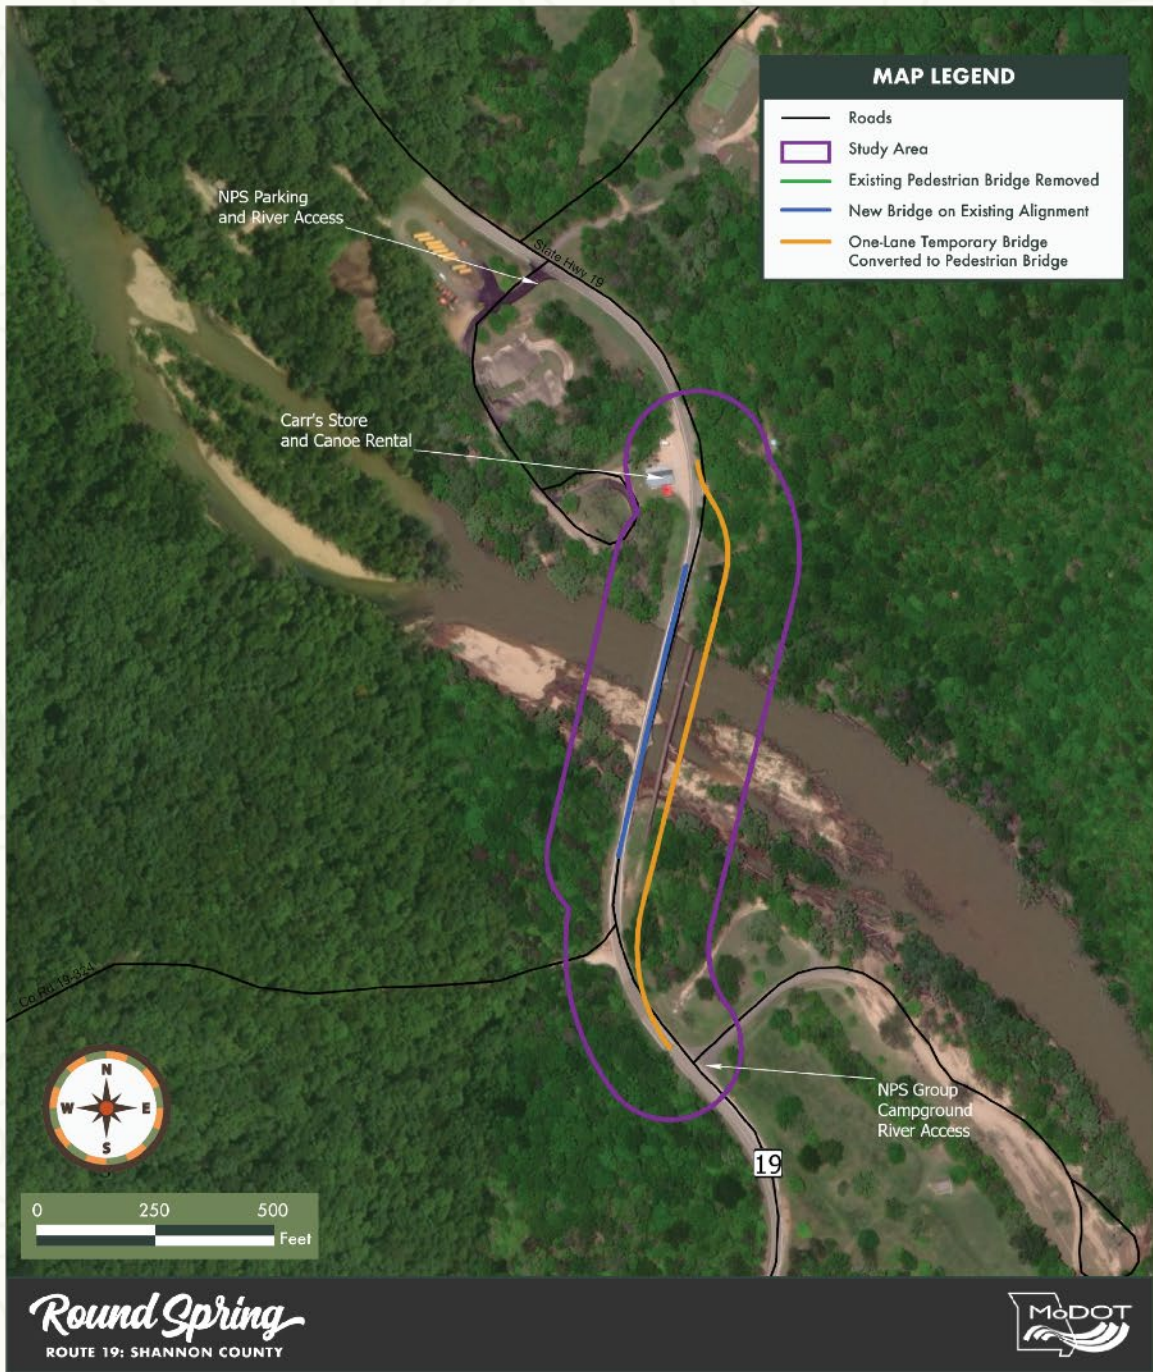 MAP LEGEND
Roads
Study Area
Existing Pedestrian Bridge Removed
New Bridge on Existing Alignment
One-Lane Temporary Bridge
Converted to Pedestrian Bridge
NPS Parking
and River Access
State Hwy 19
Carr's Store
and Canoe Rental
Co Rd 19-324
N
W E
S
NPS Group
Campground
River Access
19
0 250 500
Feet
Round Spring
ROUTE 19: SHANNON COUNTY
MoDOT